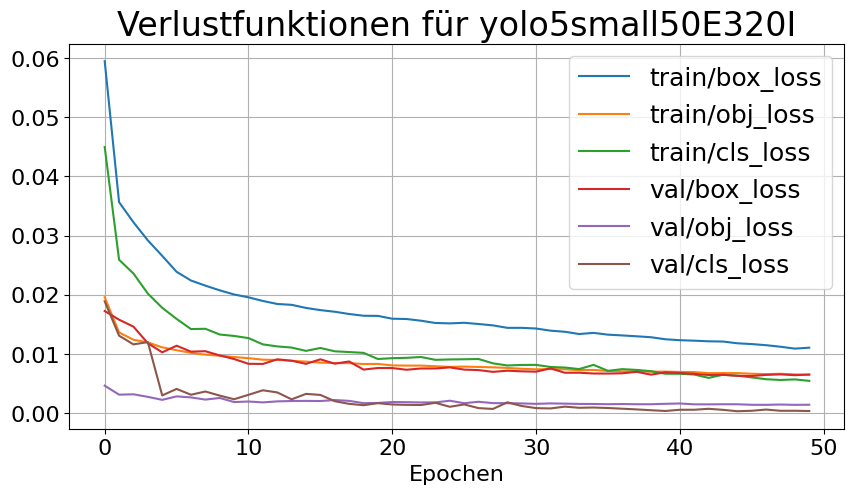 Verlustfunktionen für yolo5small50E320I
0.06
0.05
0.04
0.03
0.02
0.01
0.00
train/box_loss
train/obj_loss
train/cls_loss
val/box_loss
val/obj_loss
val/cls_loss
0 10 20 30 40 50
Epochen